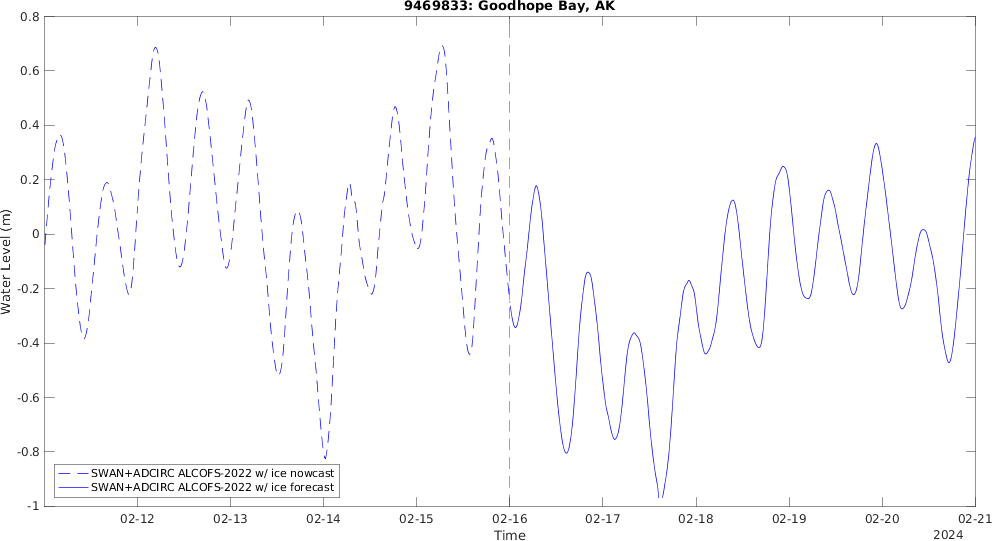 9469833: Goodhope Bay, AK
0.8
0.6
0.4
0.2
0
-0.2
-0.4
-0.6
-0.8
-1
Water Level (m)
SWAN+ADCIRC ALCOFS-2022 w/ ice nowcast
SWAN+ADCIRC ALCOFS-2022 w/ ice forecast
02-12 02-13 02-14 02-15 02-16 02-17 02-18 02-19 02-20 02-21
Time
2024